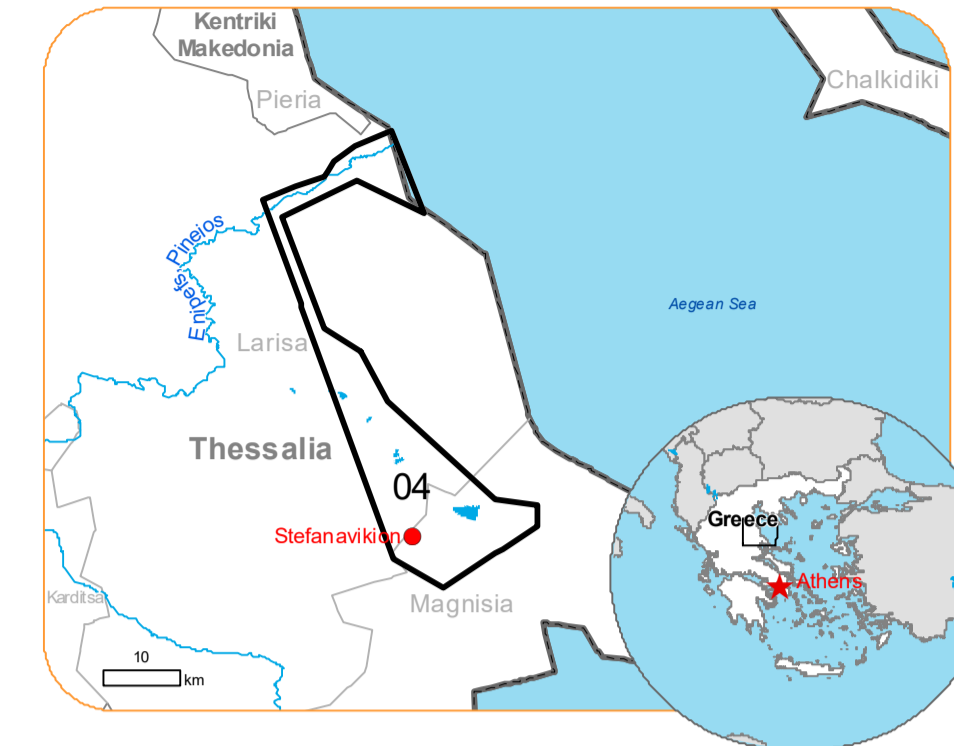 Kentriki
Makedonia
Pieria
Chalkidiki
Enipefs, Pineios
Aegean Sea
Larisa
Thessalia
04
Stefanavikion
Greece
Athens
Karditsa
Magnisia
10
km